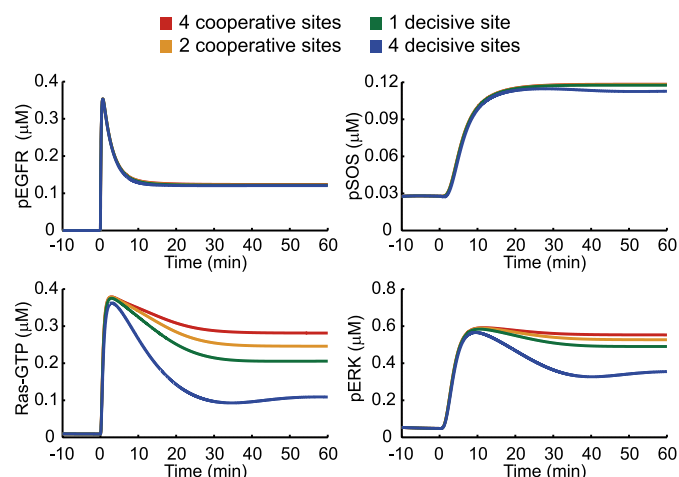 4 cooperative sites
1 decisive site
2 cooperative sites
4 decisive sites
pEGFR (μM)
0.4
0.3
0.2
0.1
0
-10 0 10 20 30 40 50 60
Time (min)
pSOS (μM)
0.12
0.09
0.06
0.03
0
-10 0 10 20 30 40 50 60
Time (min)
Ras-GTP (μM)
0.4
0.3
0.2
0.1
0
-10 0 10 20 30 40 50 60
Time (min)
pERK (μM)
0.8
0.6
0.4
0.2
0
-10 0 10 20 30 40 50 60
Time (min)